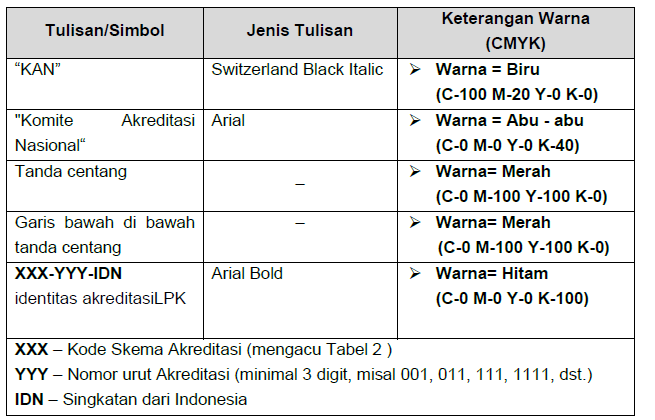 Tulisan/Simbol
Jenis Tulisan
Keterangan Warna
(CMYK)
“KAN”
Switzerland Black Italic
➢ Warna = Biru
(C-100 M-20 Y-0 K-0)
"Komite Akreditasi
Nasional“
Arial
➢ Warna = Abu - abu
(C-0 M-0 Y-0 K-40)
Tanda centang
–
➢ Warna= Merah
(C-0 M-100 Y-100 K-0)
Garis bawah di bawah
tanda centang
–
➢ Warna= Merah
(C-0 M-100 Y-100 K-0)
XXX-YYY-IDN
identitas akreditasiLPK
Arial Bold
➢ Warna= Hitam
(C-0 M-0 Y-0 K-100)
XXX – Kode Skema Akreditasi (mengacu Tabel 2 )
YYY – Nomor urut Akreditasi (minimal 3 digit, misal 001, 011, 111, 1111, dst.)
IDN – Singkatan dari Indonesia